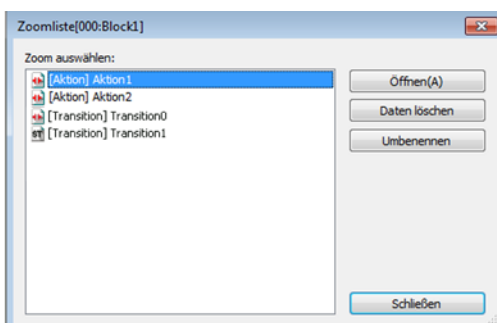 Zoomliste[000:Block1]
Zoom auswählen:
[Aktion] Aktion1
[Aktion] Aktion2
[Transition] Transition0
ST [Transition] Transition1
Öffnen(A)
Daten löschen
Umbenennen
Schließen